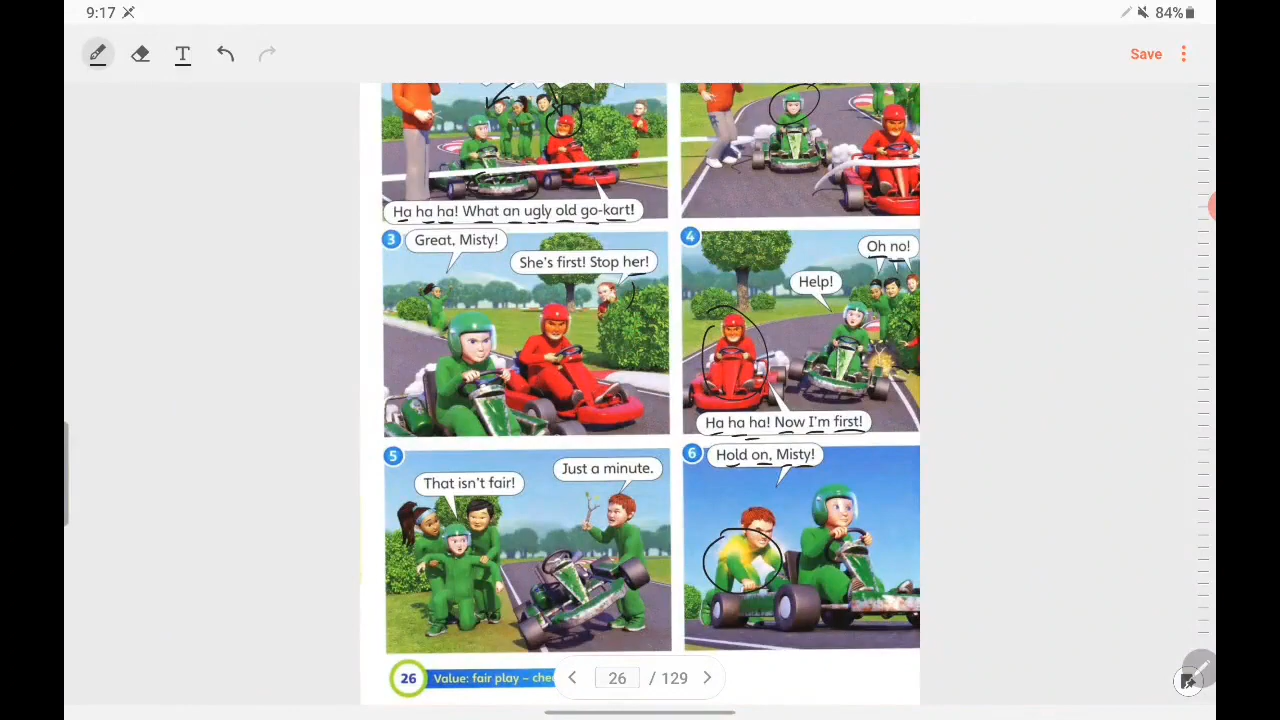 9:17
84%
T
Save
Ha ha ha! What an ugly old go-kart!
3
Great, Misty!
She's first! Stop her!
4
Oh no!
Help!
Ha ha ha! Now I'm first!
5
That isn't fair!
Just a minute.
6
Hold on, Misty!
26
Value: fair play ~
26 / 129